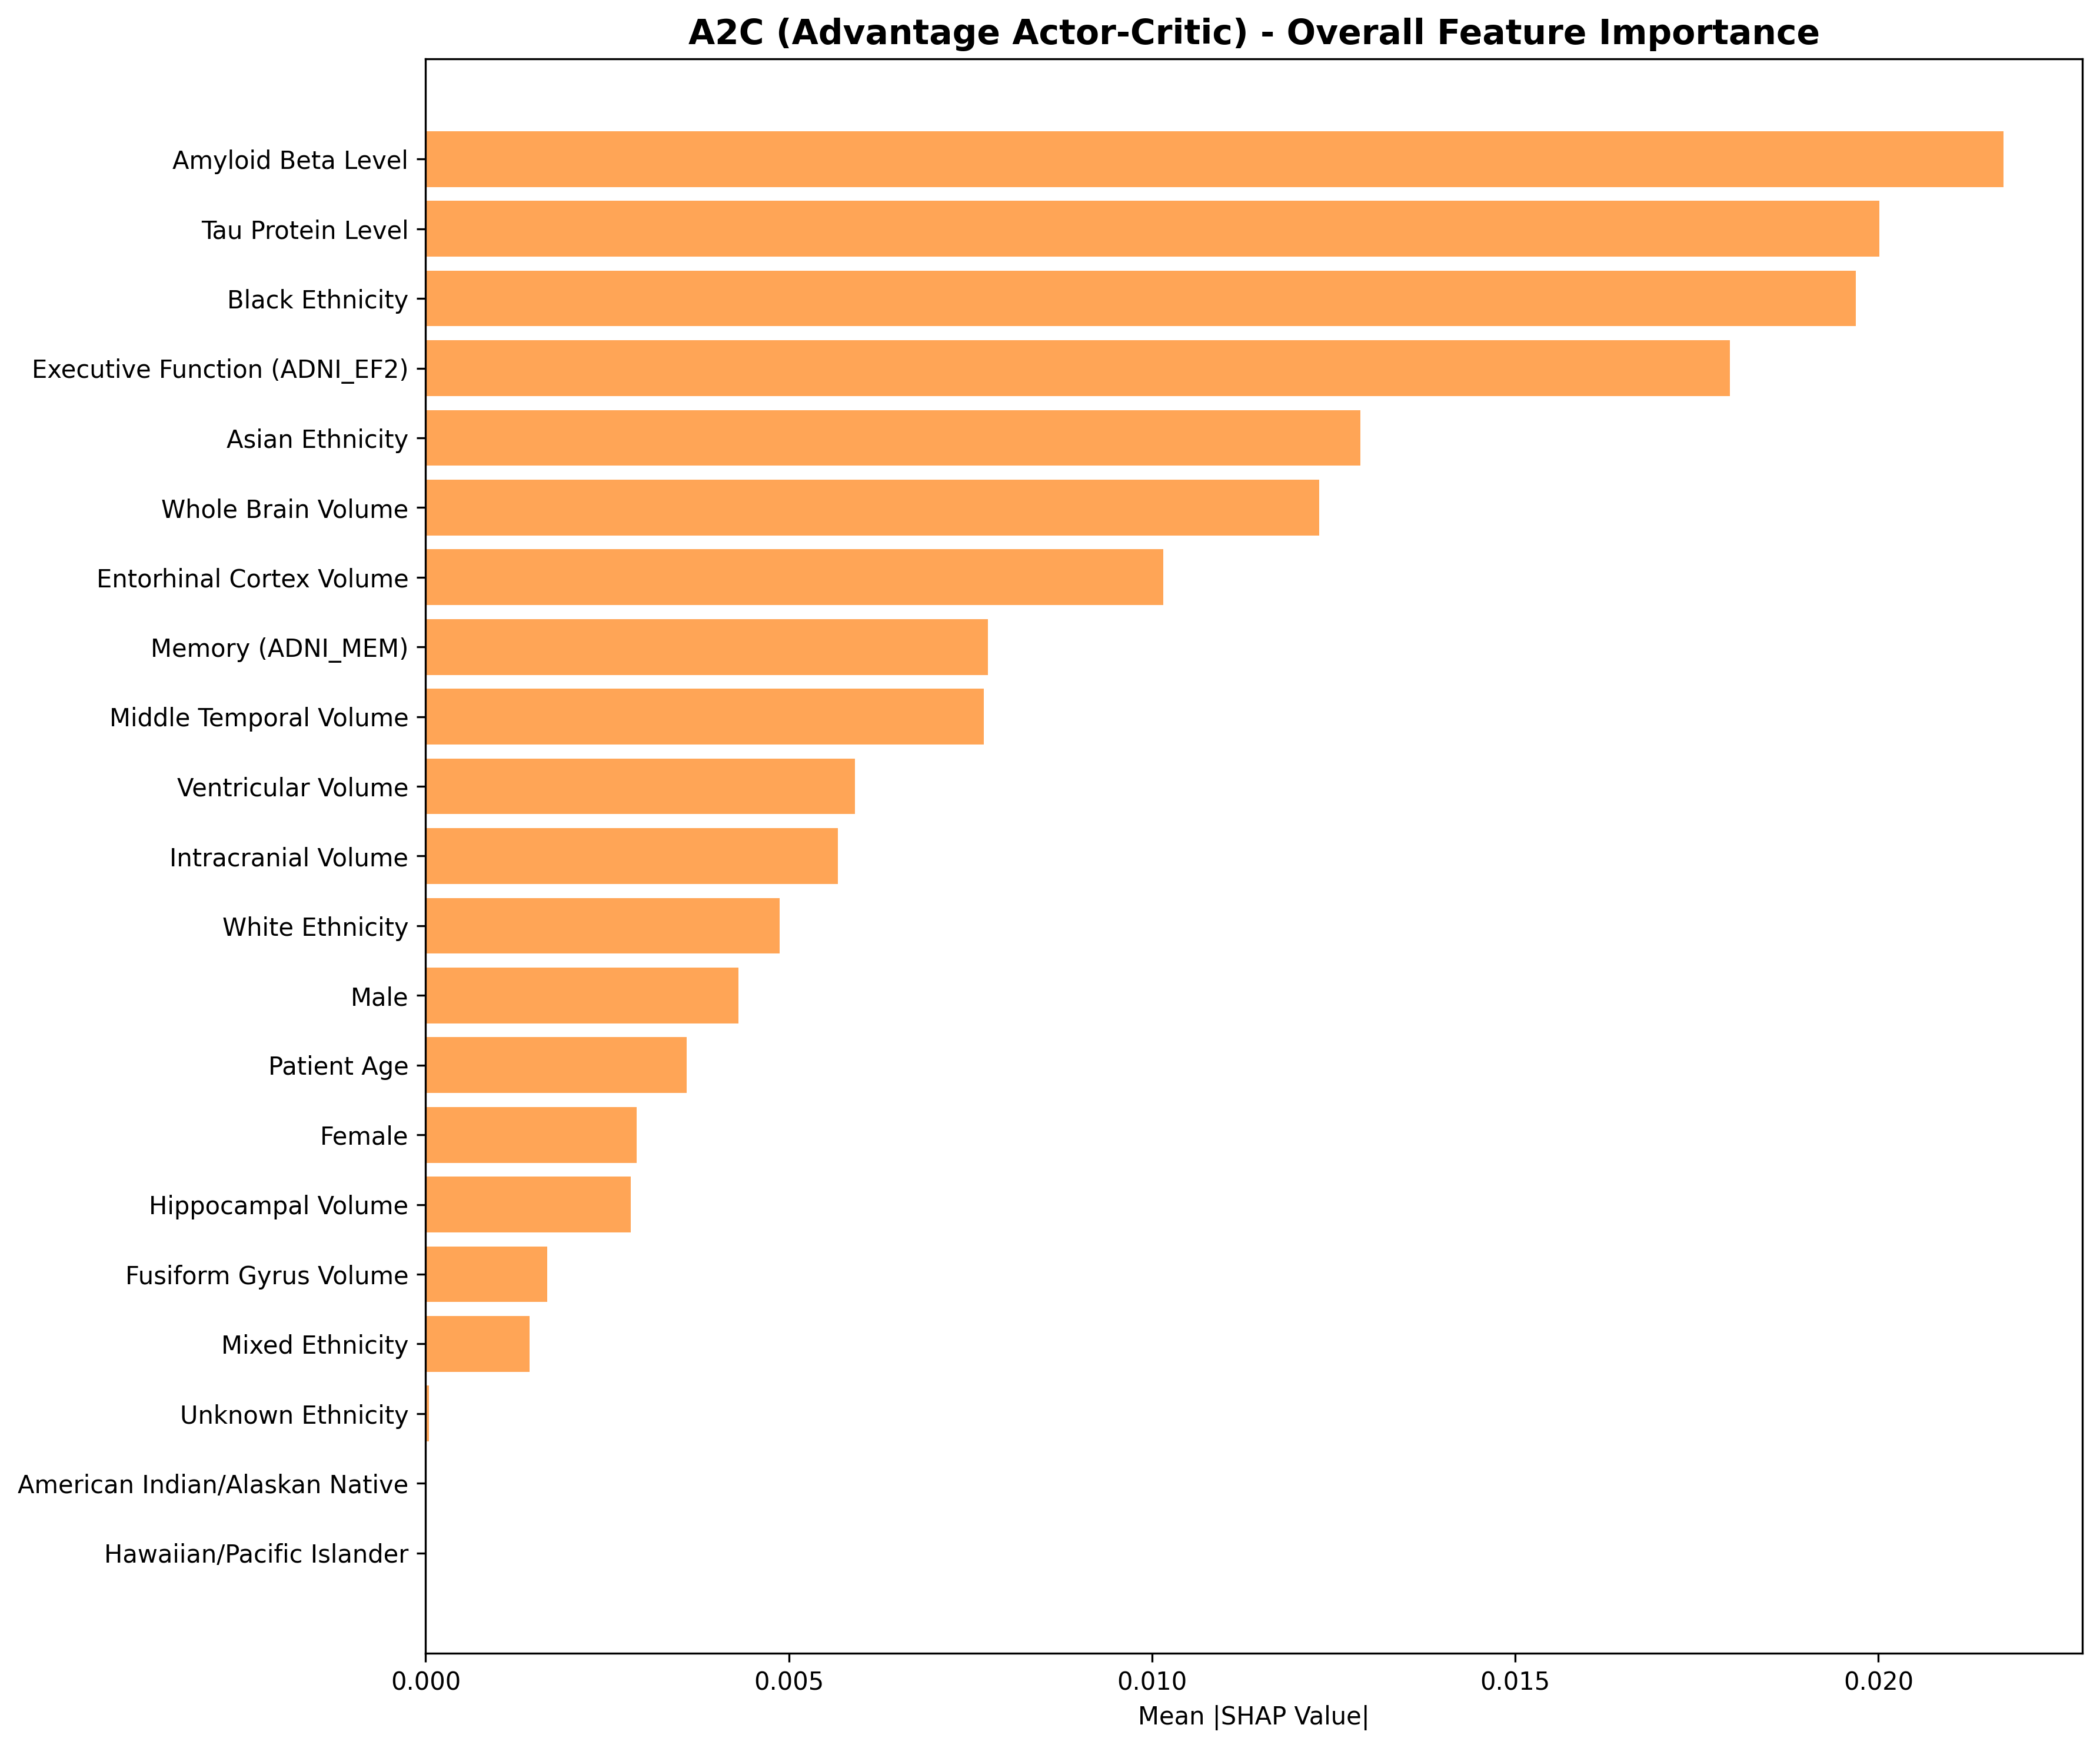 A2C (Advantage Actor-Critic) - Overall Feature Importance
Amyloid Beta Level
Tau Protein Level
Black Ethnicity
Executive Function (ADNI_EF2)
Asian Ethnicity
Whole Brain Volume
Entorhinal Cortex Volume
Memory (ADNI_MEM)
Middle Temporal Volume
Ventricular Volume
Intracranial Volume
White Ethnicity
Male
Patient Age
Female
Hippocampal Volume
Fusiform Gyrus Volume
Mixed Ethnicity
Unknown Ethnicity
American Indian/Alaskan Native
Hawaiian/Pacific Islander
0.000 0.005 0.010 0.015 0.020
Mean |SHAP Value|